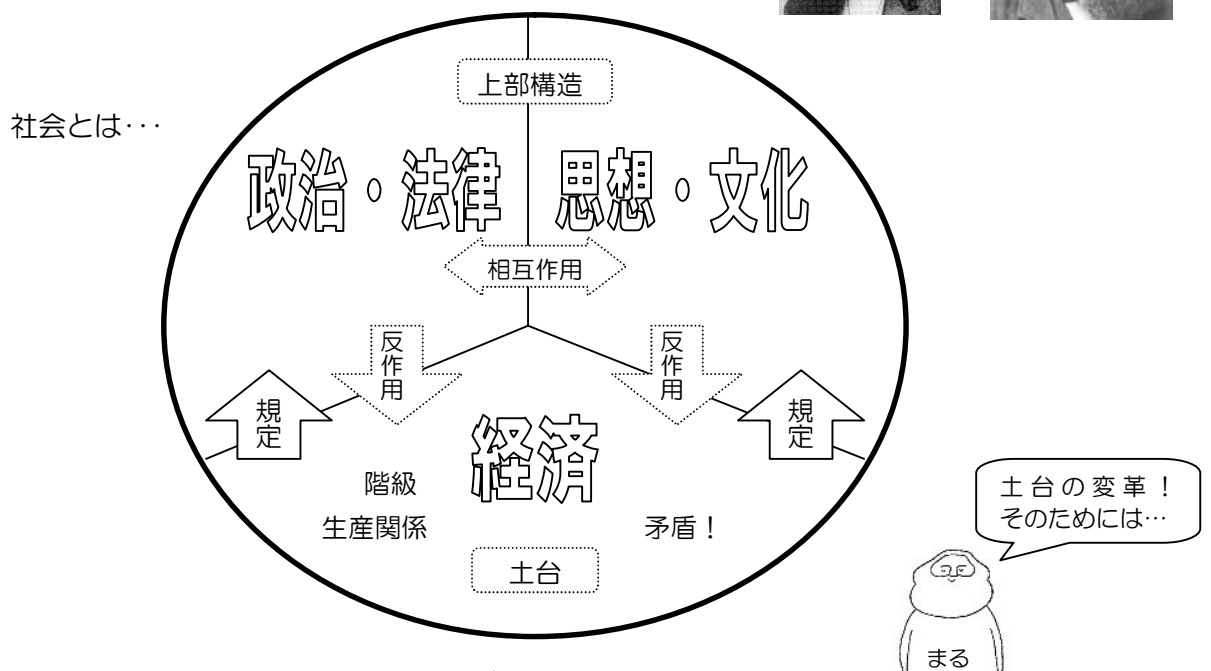 上部構造
社会とは･･･
政治・法律
思想・文化
相互作用
反作用
反作用
規定
規定
経済
階級
生産関係
矛盾！
土台
土台の変革！
そのためには…
まる